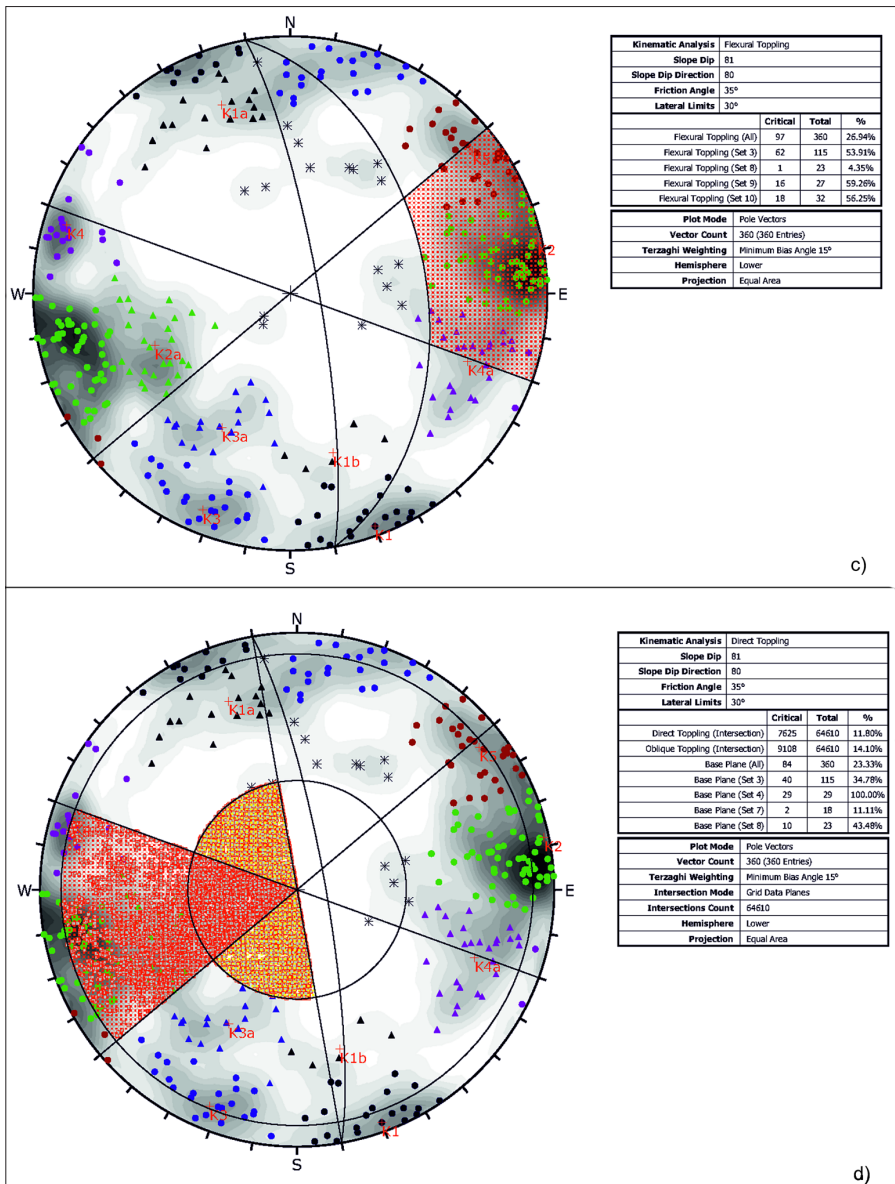 N
Kinematic Analysis Flexural Toppling
Slope Dip 81
Slope Dip Direction 80
Friction Angle 35°
Lateral Limits 30°
Critical Total %
Flexural Toppling (All) 97 360 26.94%
Flexural Toppling (Set 3) 62 115 53.91%
Flexural Toppling (Set 8) 1 23 4.35%
Flexural Toppling (Set 9) 16 27 59.26%
Flexural Toppling (Set 10) 18 32 56.25%
Plot Mode Pole Vectors
Vector Count 360 (360 Entries)
Terzaghi Weighting Minimum Bias Angle 15°
Hemisphere Lower
Projection Equal Area
K1a
K5
K4
K2
W
E
K2a
K4a
K3a
K1b
K3
K1
S
c)
N
Kinematic Analysis Direct Toppling
Slope Dip 81
Slope Dip Direction 80
Friction Angle 35°
Lateral Limits 30°
Critical Total %
Direct Toppling (Intersection) 7625 64610 11.80%
Oblique Toppling (Intersection) 9108 64610 14.10%
Base Plane (All) 84 360 23.33%
Base Plane (Set 3) 40 115 34.78%
Base Plane (Set 4) 29 29 100.00%
Base Plane (Set 7) 2 18 11.11%
Base Plane (Set 8) 10 23 43.48%
Plot Mode Pole Vectors
Vector Count 360 (360 Entries)
Terzaghi Weighting Minimum Bias Angle 15°
Intersection Mode Grid Data Planes
Intersections Count 64610
Hemisphere Lower
Projection Equal Area
K1a
K5
K2
W
E
K4a
K3a
K1b
K3
K1
S
d)